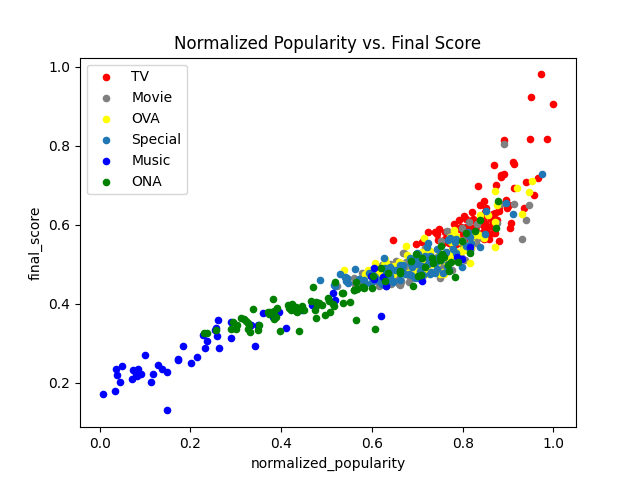 Normalized Popularity vs. Final Score
final_score
1.0
0.8
0.6
0.4
0.2
TV
Movie
OVA
Special
Music
ONA
0.0 0.2 0.4 0.6 0.8 1.0
normalized_popularity